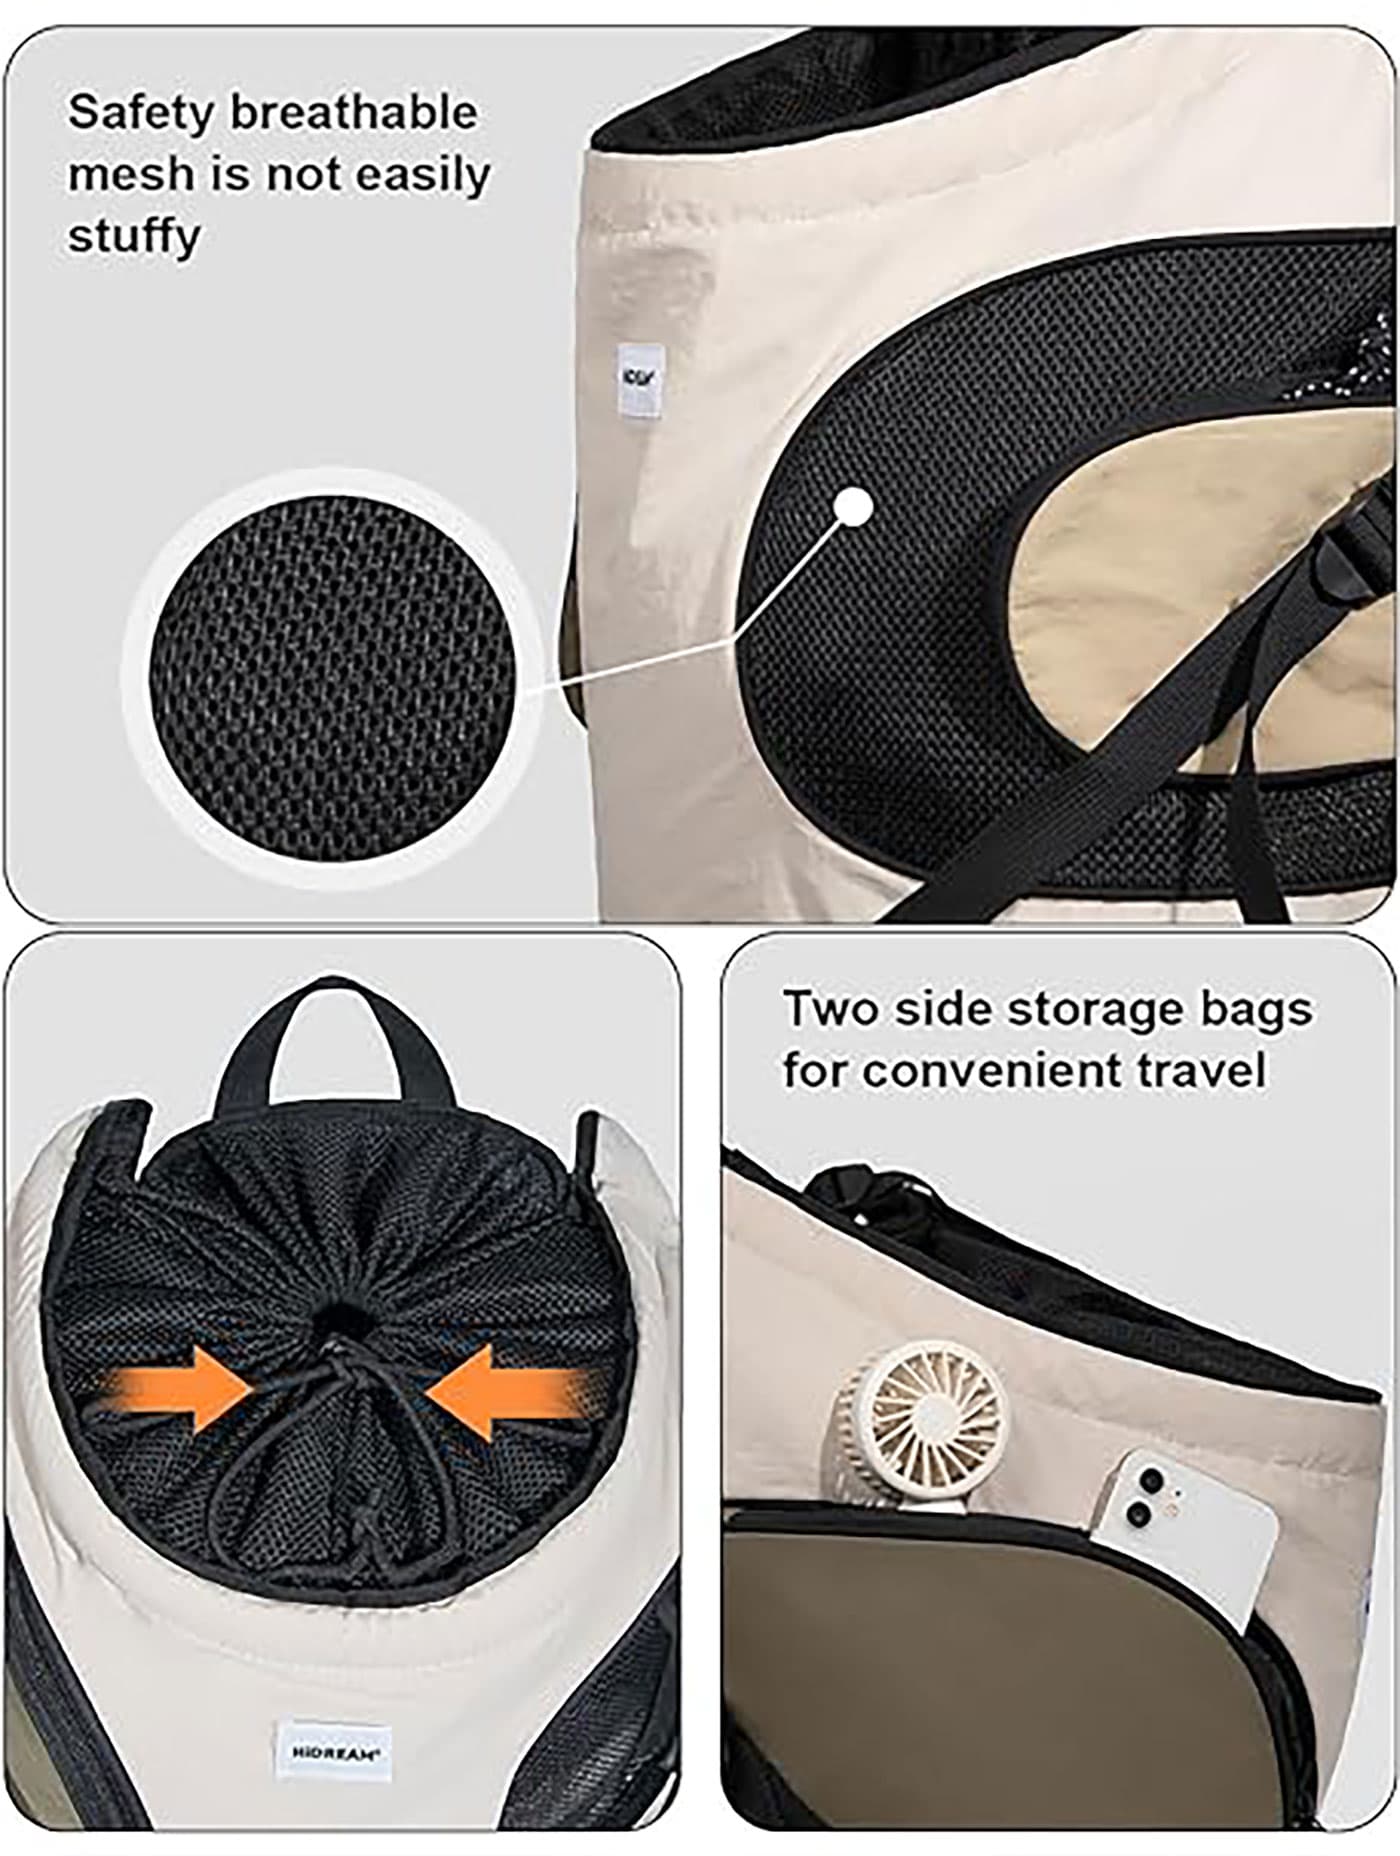 Safety breathable
mesh is not easily
stuffy
Two side storage bags
for convenient travel
HiDREAM®